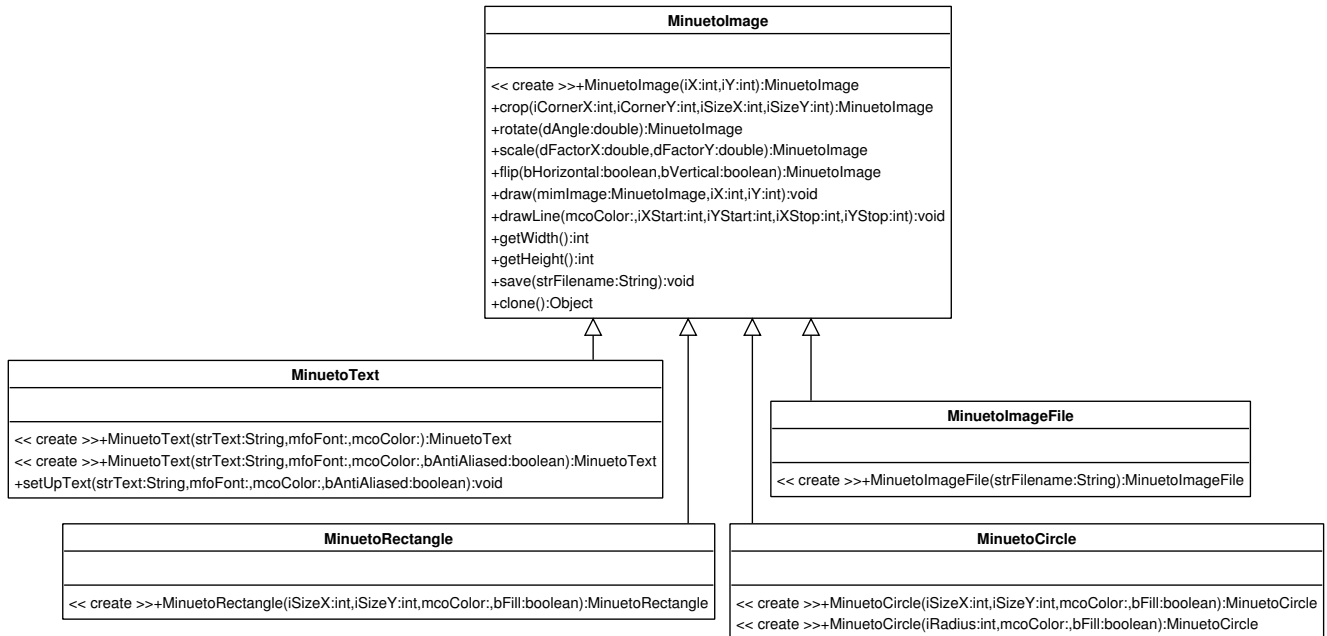 MinuetoImage
<< create >>+MinuetoImage(iX:int,iY:int):MinuetoImage
+crop(iCornerX:int,iCornerY:int,iSizeX:int,iSizeY:int):MinuetoImage
+rotate(dAngle:double):MinuetoImage
+scale(dFactorX:double,dFactorY:double):MinuetoImage
+flip(bHorizontal:boolean,bVertical:boolean):MinuetoImage
+draw(mimImage:MinuetoImage,iX:int,iY:int):void
+drawLine(mcoColor:,iXStart:int,iYStart:int,iXStop:int,iYStop:int):void
+getWidth():int
+getHeight():int
+save(strFilename:String):void
+clone():Object
MinuetoText
<< create >>+MinuetoText(strText:String,mfoFont:,mcoColor:):MinuetoText
<< create >>+MinuetoText(strText:String,mfoFont:,mcoColor:,bAntiAliased:boolean):MinuetoText
+setUpText(strText:String,mfoFont:,mcoColor:,bAntiAliased:boolean):void
MinuetoImageFile
<< create >>+MinuetoImageFile(strFilename:String):MinuetoImageFile
MinuetoRectangle
<< create >>+MinuetoRectangle(iSizeX:int,iSizeY:int,mcoColor:,bFill:boolean):MinuetoRectangle
MinuetoCircle
<< create >>+MinuetoCircle(iSizeX:int,iSizeY:int,mcoColor:,bFill:boolean):MinuetoCircle
<< create >>+MinuetoCircle(iRadius:int,mcoColor:,bFill:boolean):MinuetoCircle